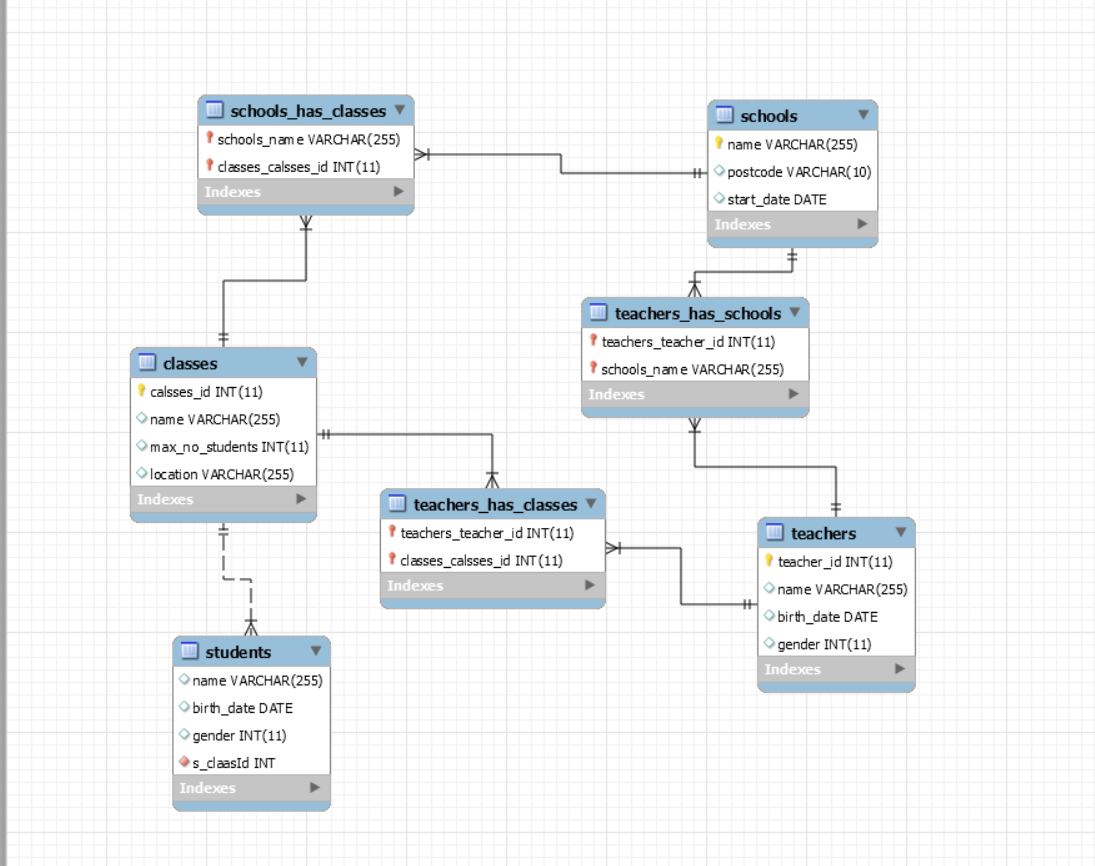 schools_has_classes
schools_name VARCHAR(255)
classes_calsses_id INT(11)
Indexes
schools
name VARCHAR(255)
postcode VARCHAR(10)
start_date DATE
Indexes
teachers_has_schools
teachers_teacher_id INT(11)
schools_name VARCHAR(255)
Indexes
classes
calsses_id INT(11)
name VARCHAR(255)
max_no_students INT(11)
location VARCHAR(255)
Indexes
teachers_has_classes
teachers_teacher_id INT(11)
classes_calsses_id INT(11)
Indexes
teachers
teacher_id INT(11)
name VARCHAR(255)
birth_date DATE
gender INT(11)
Indexes
students
name VARCHAR(255)
birth_date DATE
gender INT(11)
s_claasId INT
Indexes